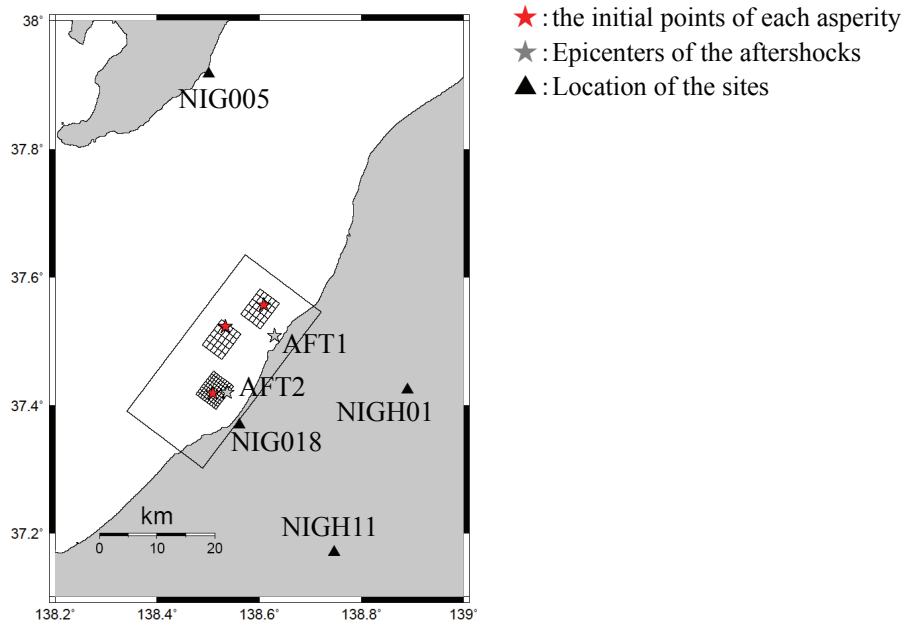 ★ : the initial points of each asperity
★ : Epicenters of the aftershocks
▲ : Location of the sites
38°
37.8°
37.6°
37.4°
37.2°
NIG005
AFT1
AFT2
NIGH01
NIG018
km
0 10 20
NIGH11
138.2° 138.4° 138.6° 138.8° 139°